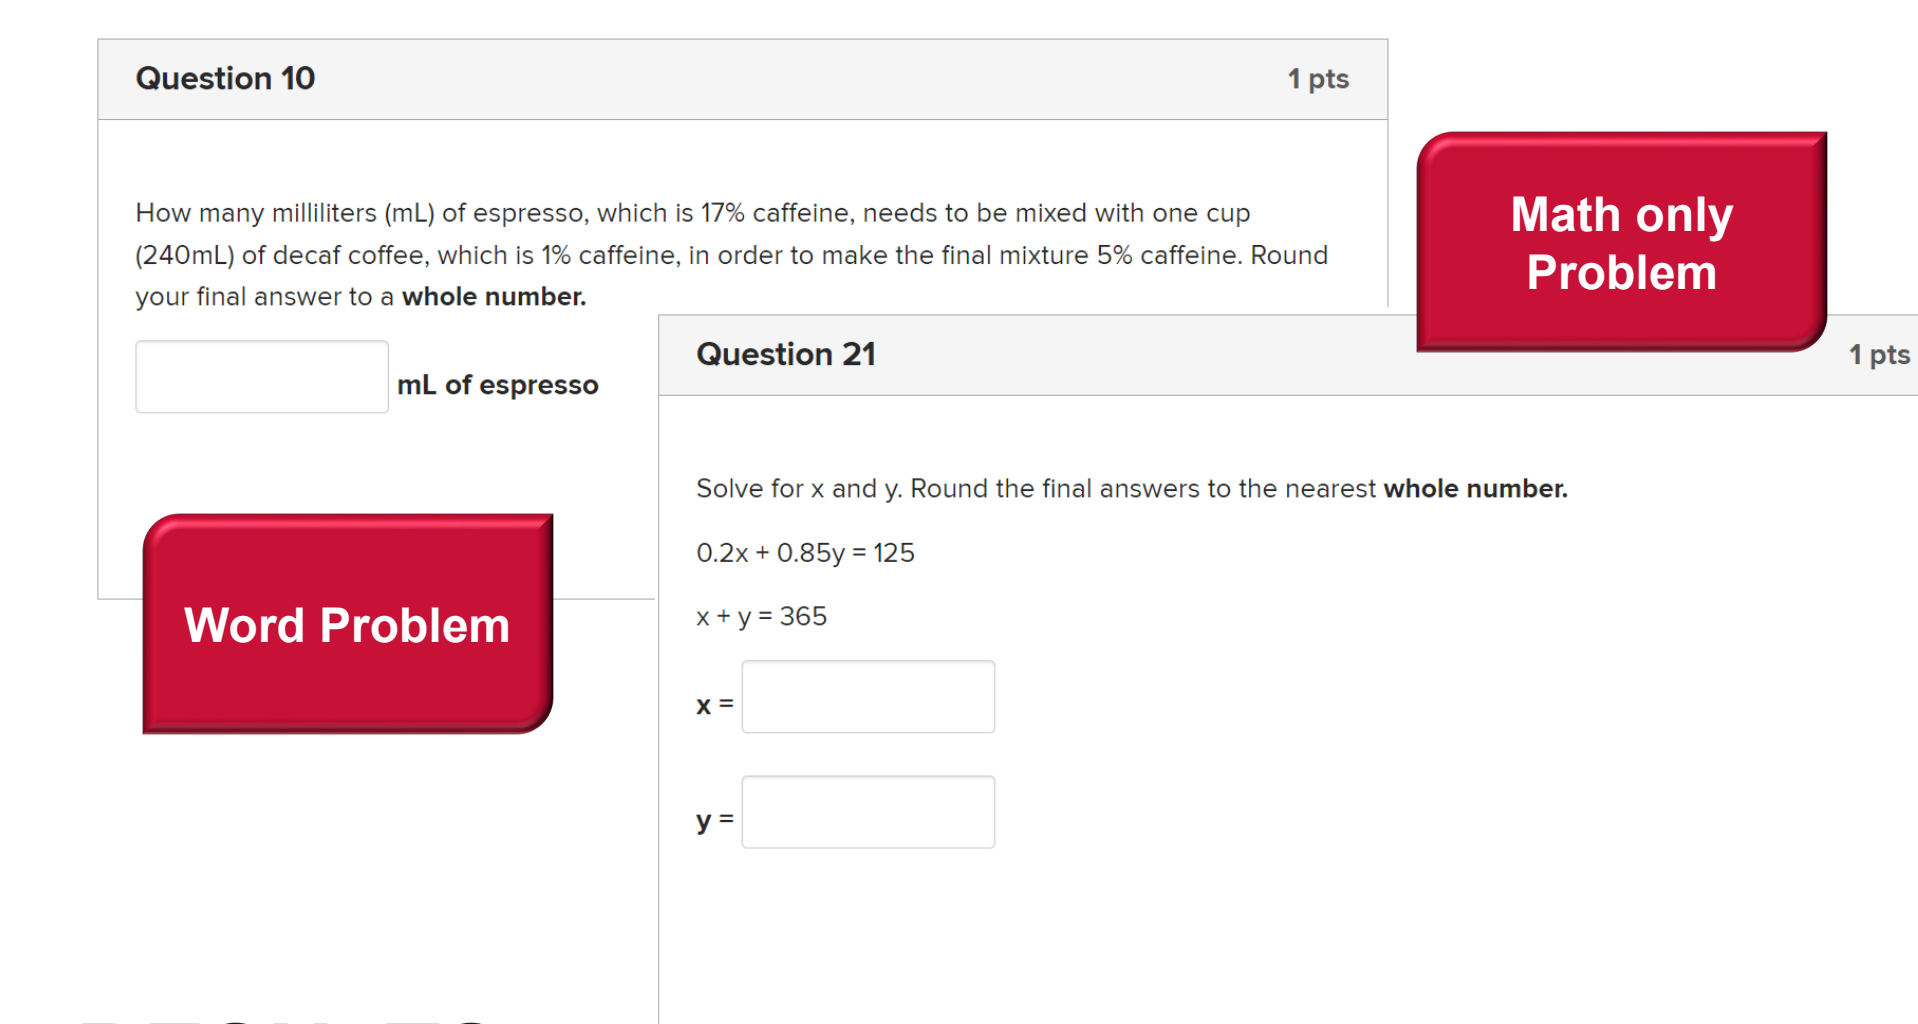 Question 10
1 pts
How many milliliters (mL) of espresso, which is 17% caffeine, needs to be mixed with one cup
(240mL) of decaf coffee, which is 1% caffeine, in order to make the final mixture 5% caffeine. Round
your final answer to a whole number.
mL of espresso
Word Problem
Math only
Problem
Question 21
1 pts
Solve for x and y. Round the final answers to the nearest whole number.
0.2x + 0.85y = 125
x + y = 365
x =
y =